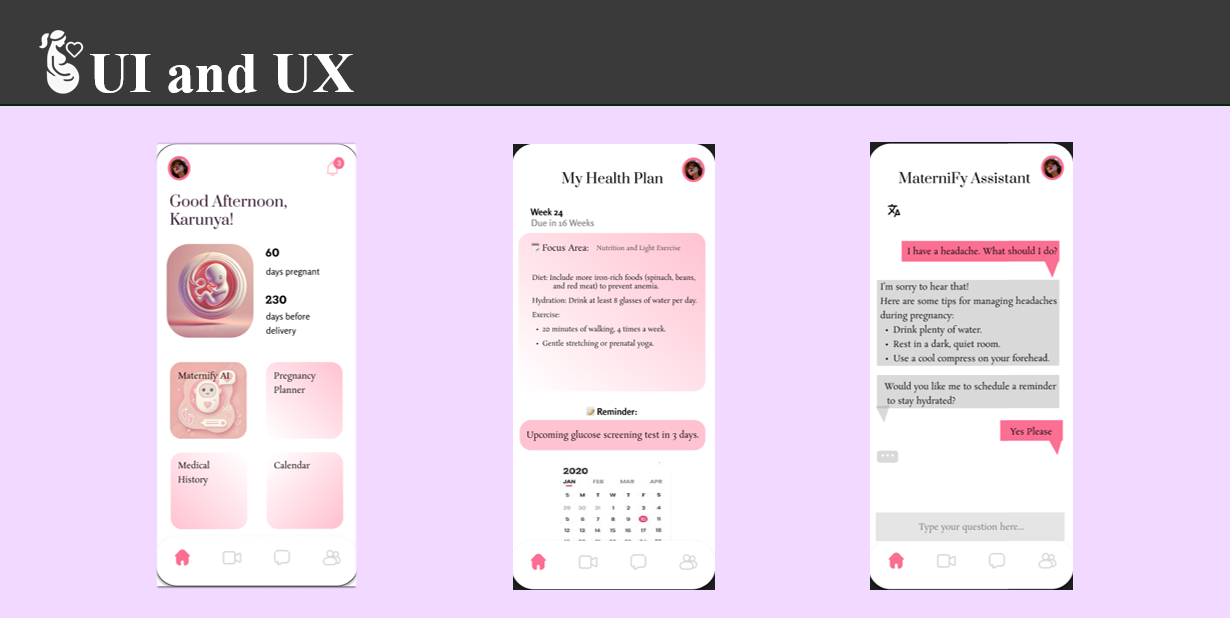 UI and UX
3
Good Afternoon,
Karunya!
60
days pregnant
230
days before
delivery
Maternify AI
Pregnancy
Planner
Medical
History
Calendar
My Health Plan
Week 24
Due in 16 Weeks
Focus Area: Nutrition and Light Exercise
Diet: Include more iron-rich foods (spinach, beans,
and red meat) to prevent anemia.
Hydration: Drink at least 8 glasses of water per day.
Exercise:
• 20 minutes of walking, 4 times a week.
• Gentle stretching or prenatal yoga.
Reminder:
Upcoming glucose screening test in 3 days.
2020
JAN FEB MAR APR
S M T W T F S
29 30 31 1 2 3 4
5 6 7 8 9 10 11
12 13 14 15 16 17 18
MaterniFy Assistant
I have a headache. What should I do?
I'm sorry to hear that!
Here are some tips for managing headaches
during pregnancy:
• Drink plenty of water.
• Rest in a dark, quiet room.
• Use a cool compress on your forehead.
Would you like me to schedule a reminder
to stay hydrated?
Yes Please
Type your question here...